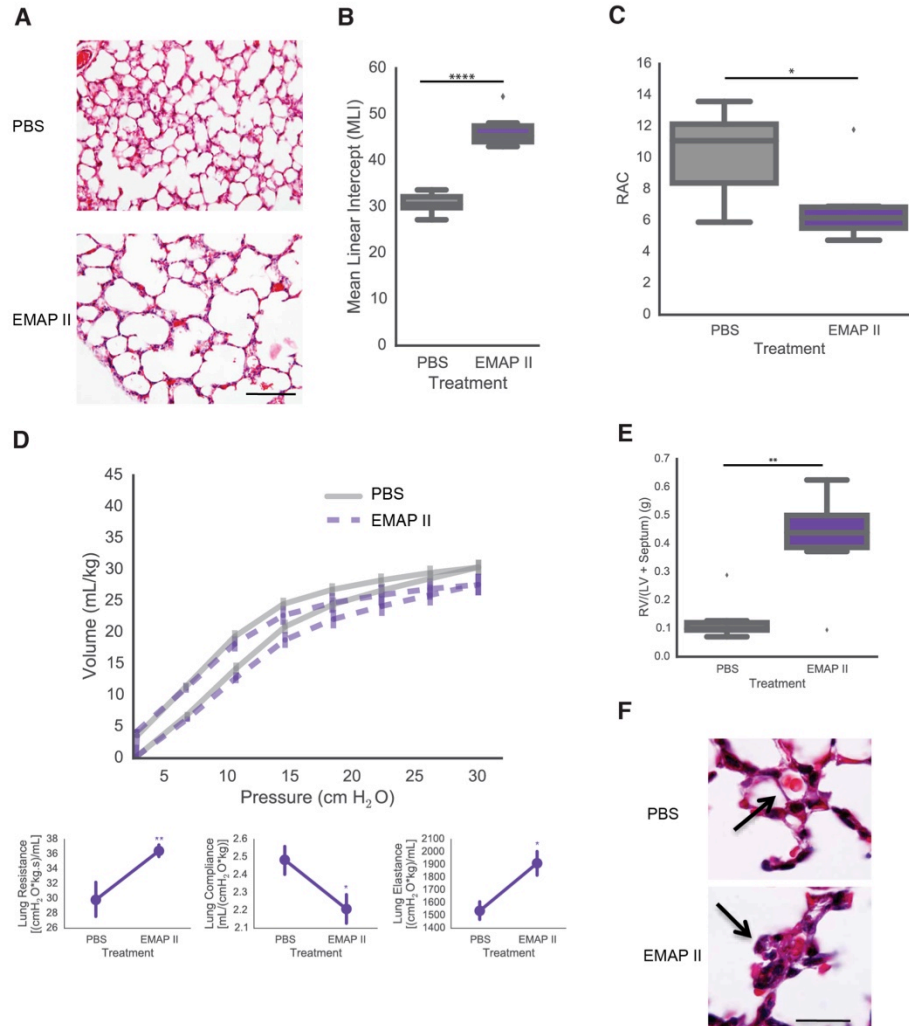 A
PBS
EMAP II
B
Mean Linear Intercept (MLI)
60
50
40
30
20
10
0
****
PBS
EMAP II
Treatment
C
RAC
16
14
12
10
8
6
4
2
0
*
PBS
EMAP II
Treatment
D
Volume (mL/kg)
45
40
35
30
25
20
15
10
5
0
PBS
EMAP II
5
10
15
20
25
30
Pressure (cm H₂O)
Lung Resistance
[(cmH₂O*kg.s)/mL]
38
36
34
32
30
28
26
**
PBS
EMAP II
Treatment
Lung Compliance
[mL/(cmH₂O*kg)]
2.6
2.5
2.4
2.3
2.2
2.1
*
PBS
EMAP II
Treatment
Lung Elastance
[(cmH₂O*kg)/mL]
2100
2000
1900
1800
1700
1600
1500
1400
*
PBS
EMAP II
Treatment
E
RV/(LV + Septum) (g)
0.7
0.6
0.5
0.4
0.3
0.2
0.1
0.0
**
PBS
EMAP II
Treatment
F
PBS
EMAP II